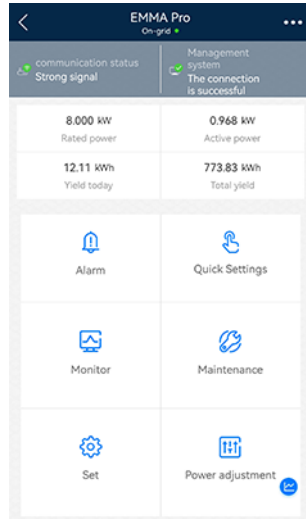 EMMA Pro
On-grid
communication status
Strong signal
Management
system
The connection
is successful
8.000 kW
Rated power
0.968 kW
Active power
12.11 kWh
Yield today
773.83 kWh
Total yield
Alarm
Quick Settings
Monitor
Maintenance
Set
Power adjustment